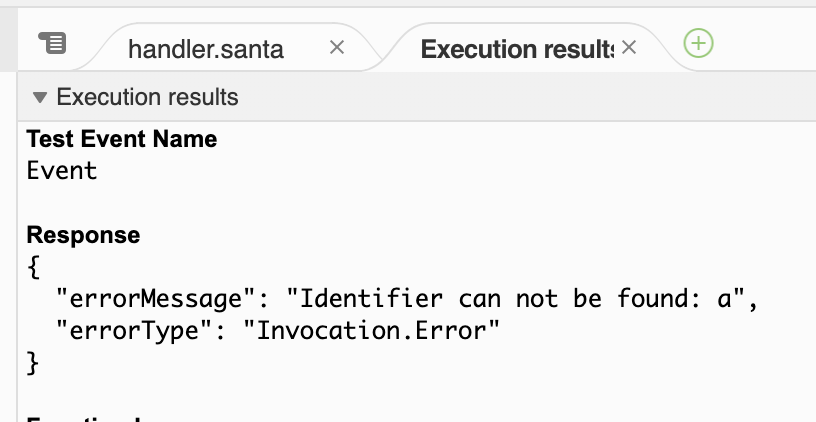 handler.santa
Execution results
Execution results
Test Event Name
Event
Response
{
"errorMessage": "Identifier can not be found: a",
"errorType": "Invocation.Error"
}